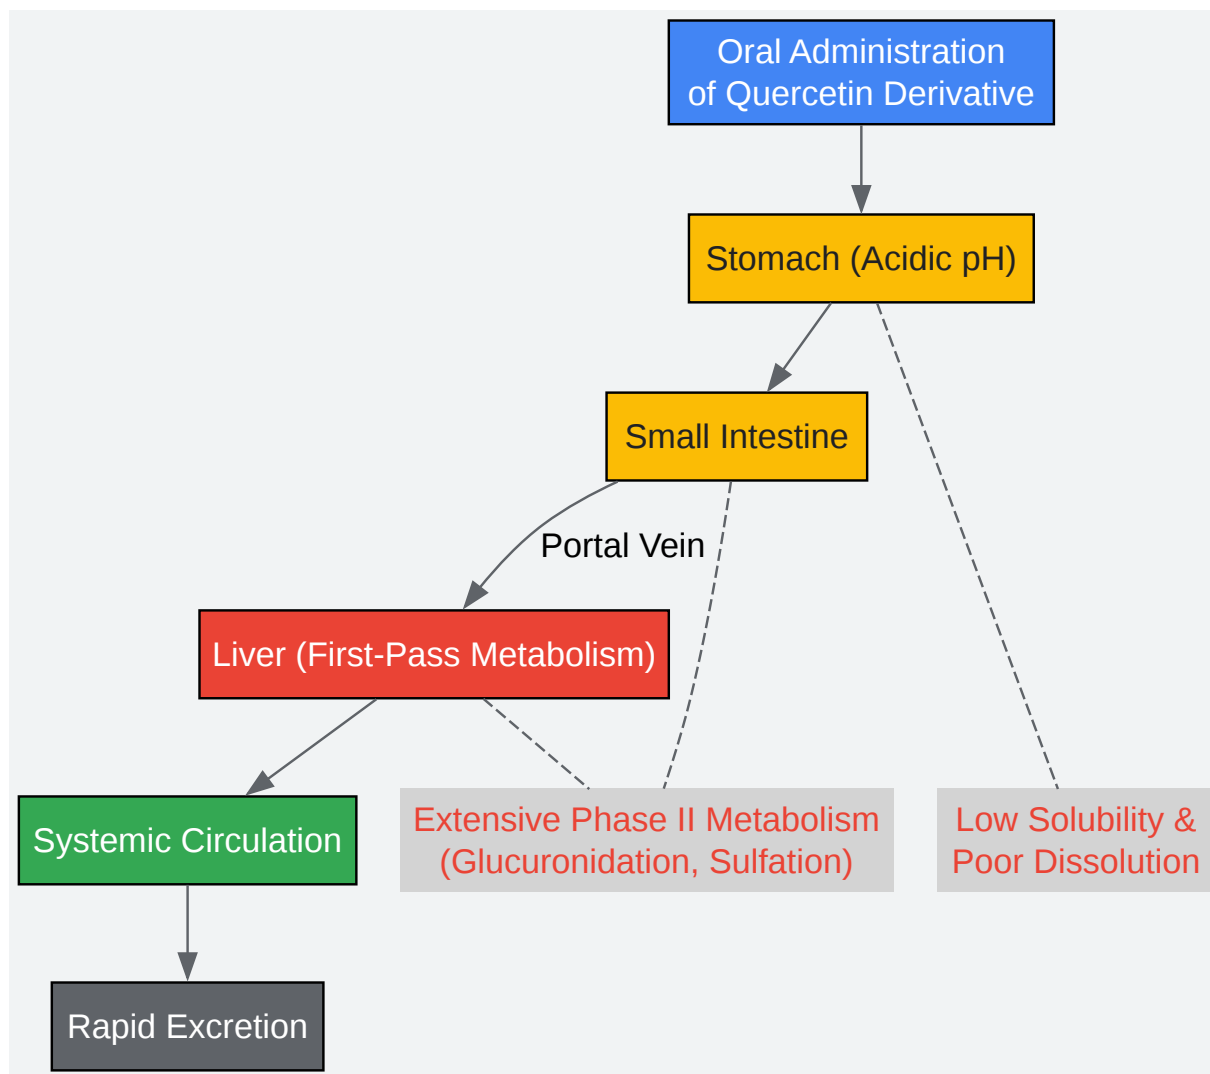 Oral Administration
of Quercetin Derivative
Stomach (Acidic pH)
Small Intestine
Portal Vein
Liver (First-Pass Metabolism)
Systemic Circulation
Extensive Phase II Metabolism
(Glucuronidation, Sulfation)
Low Solubility &
Poor Dissolution
Rapid Excretion